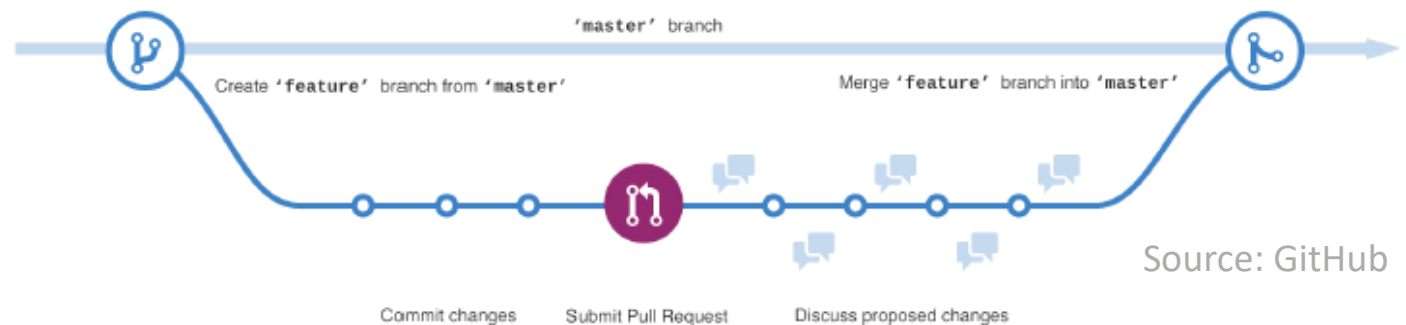 ‘master’ branch
Create ‘feature’ branch from ‘master’
Merge ‘feature’ branch into ‘master’
Source: GitHub
Commit changes
Submit Pull Request
Discuss proposed changes